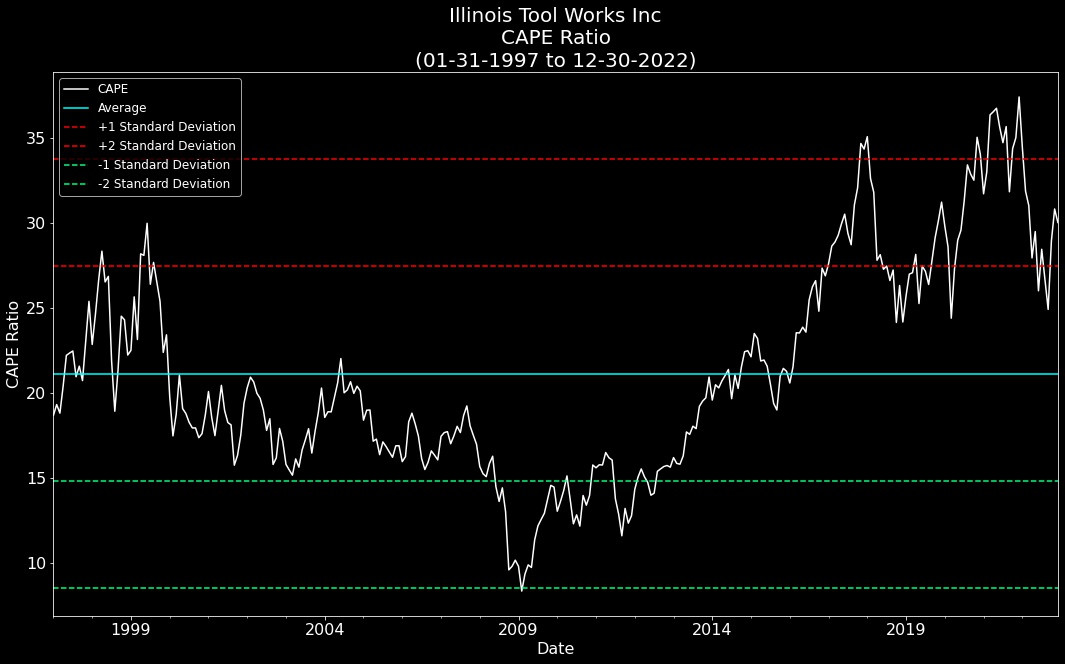 Illinois Tool Works Inc
CAPE Ratio
(01-31-1997 to 12-30-2022)
CAPE
Average
+1 Standard Deviation
+2 Standard Deviation
-1 Standard Deviation
-2 Standard Deviation
CAPE Ratio
35
30
25
20
15
10
1999
2004
2009
2014
2019
Date